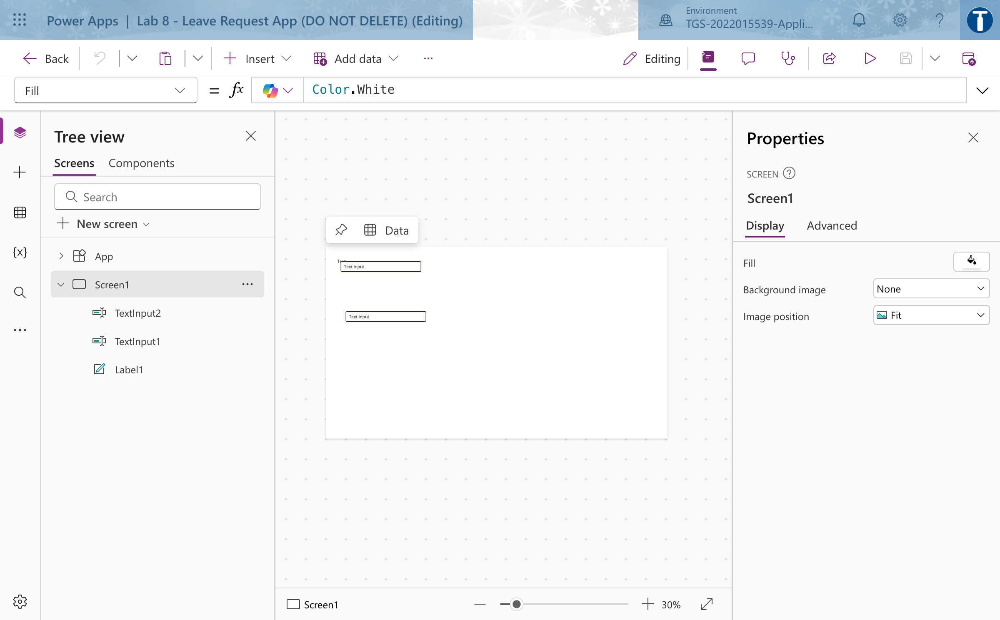 Power Apps | Lab 8 - Leave Request App (DO NOT DELETE) (Editing)
Environment
TGS-2022015539-Appli...
Back
Insert
Add data
Editing
Fill
= fx
Color.White
Tree view
Screens
Components
Search
New screen
App
Screen1
TextInput2
TextInput1
Label1
Data
Text
Text input
Text input
Screen1
30%
Properties
SCREEN
Screen1
Display
Advanced
Fill
Background image
None
Image position
Fit